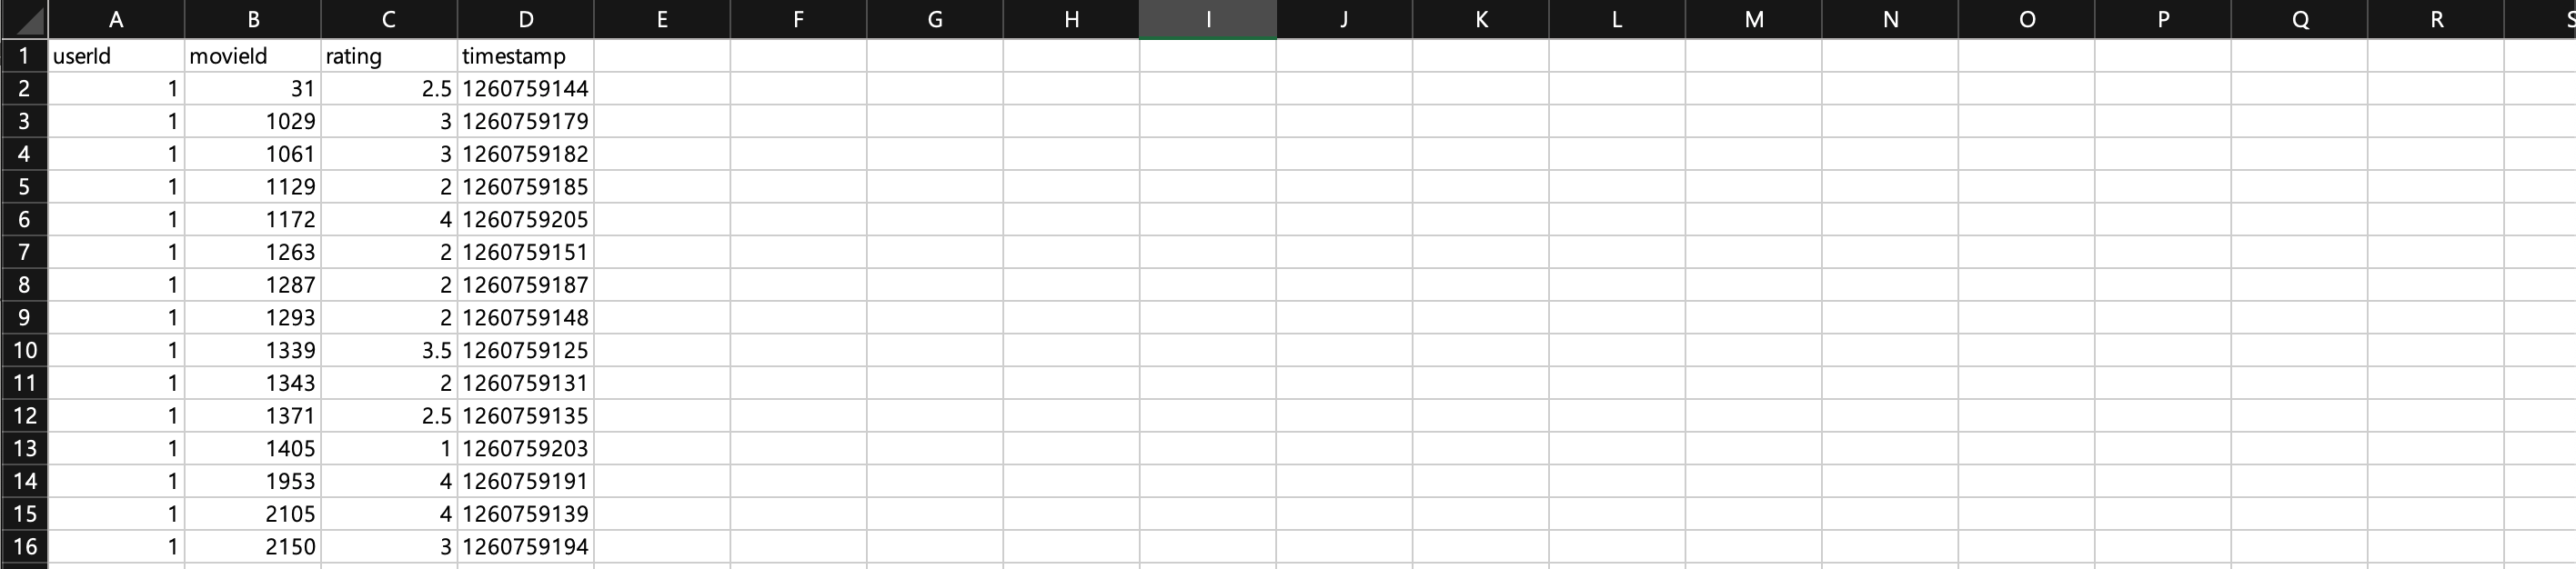 A B C D E F G H I J K L M N O P Q R
1 userId movieId rating timestamp
2 1 31 2.5 1260759144
3 1 1029 3 1260759179
4 1 1061 3 1260759182
5 1 1129 2 1260759185
6 1 1172 4 1260759205
7 1 1263 2 1260759151
8 1 1287 2 1260759187
9 1 1293 2 1260759148
10 1 1339 3.5 1260759125
11 1 1343 2 1260759131
12 1 1371 2.5 1260759135
13 1 1405 1 1260759203
14 1 1953 4 1260759191
15 1 2105 4 1260759139
16 1 2150 3 1260759194